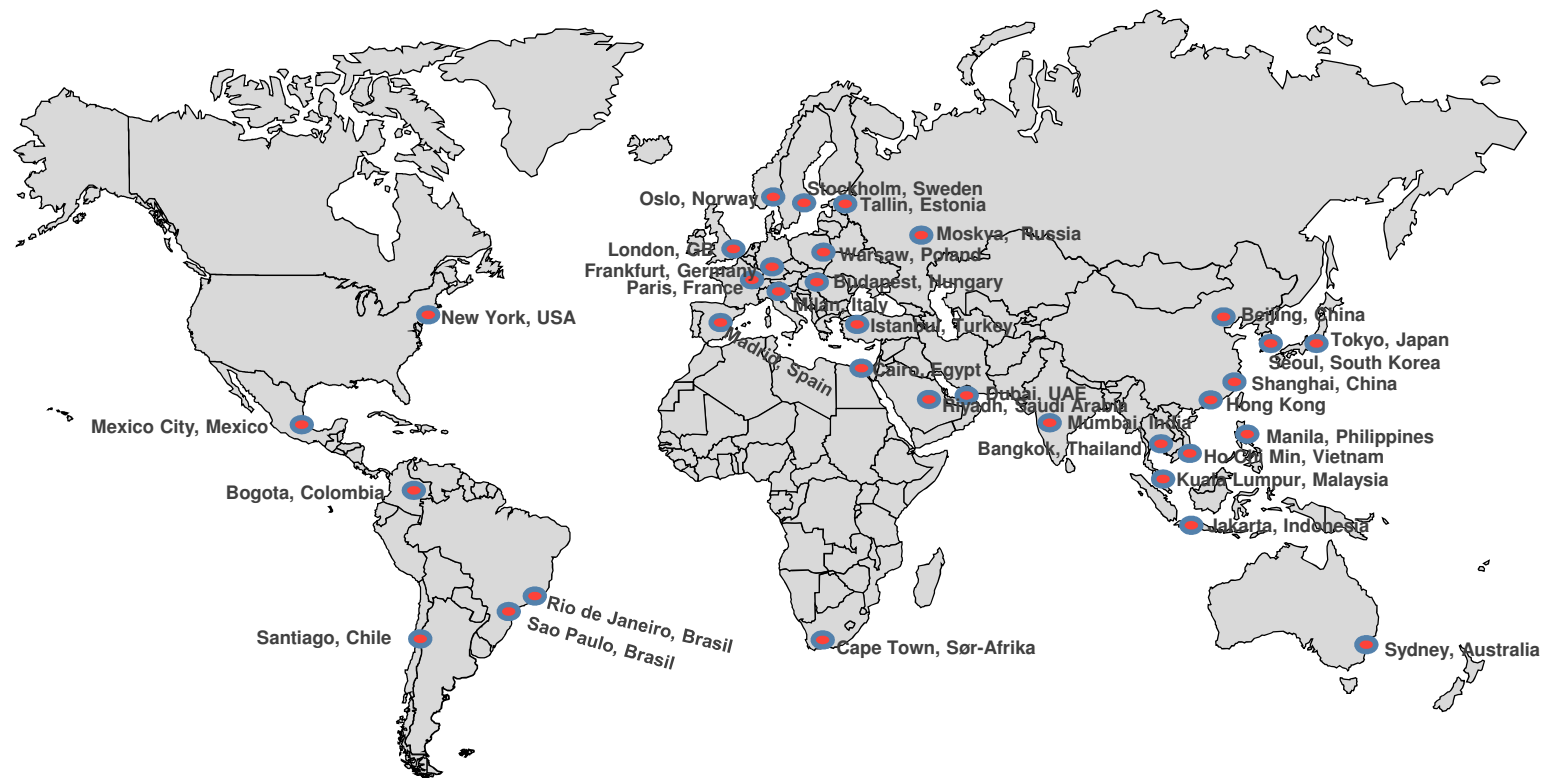 Stockholm, Sweden
Oslo, Norway
Tallin, Estonia
Moskva, Russia
London, GB
Warsaw, Poland
Frankfurt, Germany
Paris, France
Budapest, Nungary
Milan, Italy
New York, USA
Istanbul, Turkey
Beijing, China
Madrid, Spain
Tokyo, Japan
Seoul, South Korea
Cairo, Egypt
Shanghai, China
Dubai, UAE
Riyadh, Saudi Arabia
Hong Kong
Mexico City, Mexico
Mumbai, India
Manila, Philippines
Bangkok, Thailand
Ho Chi Min, Vietnam
Kuala Lumpur, Malaysia
Bogota, Colombia
Jakarta, Indonesia
Rio de Janeiro, Brasil
Sao Paulo, Brasil
Santiago, Chile
Cape Town, Sør-Afrika
Sydney, Australia